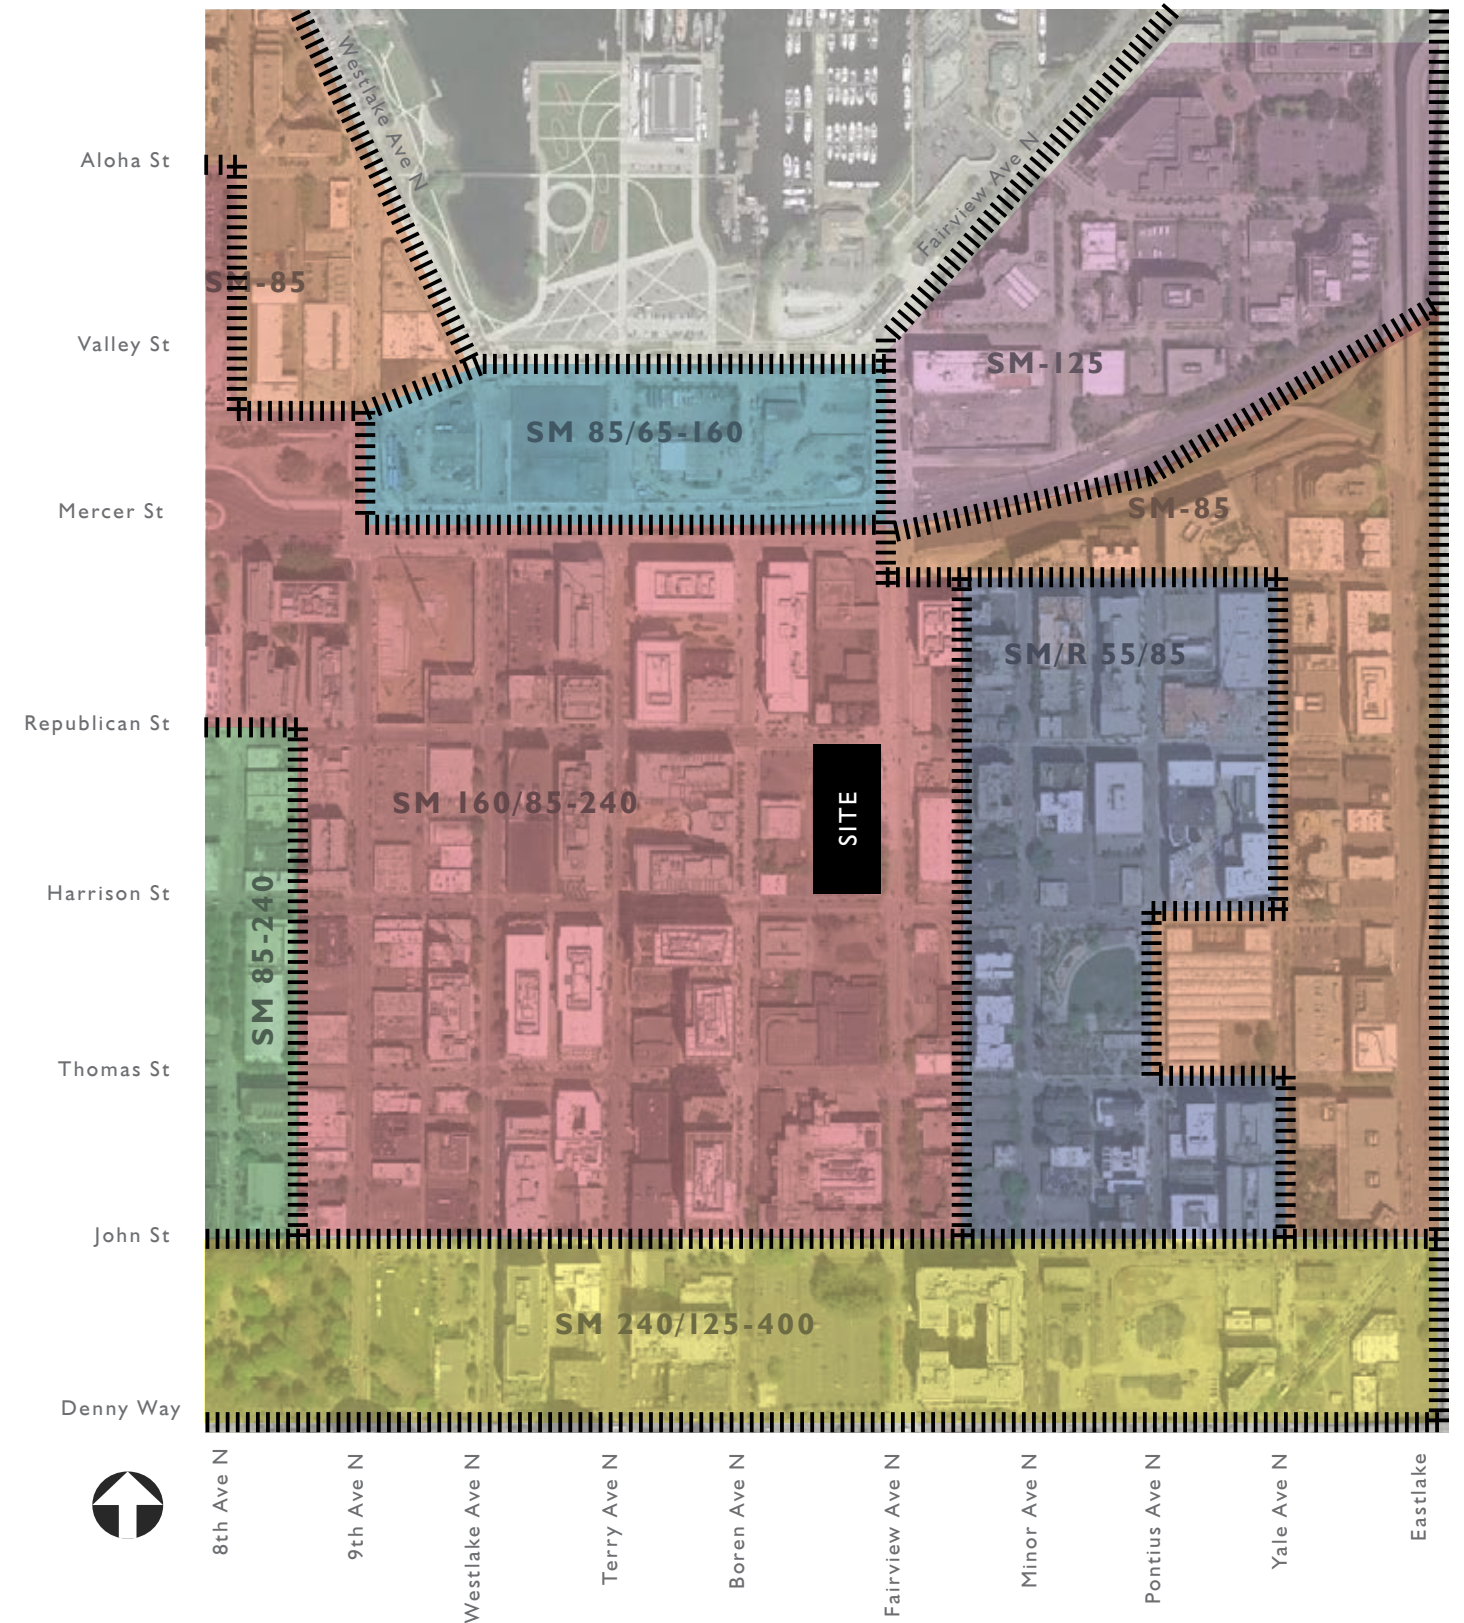 Westlake Ave N
Fairview Ave N
Aloha St
SM-85
Valley St
SM-125
SM 85/65-160
Mercer St
SM-85
SM/R 55/85
Republican St
SM 160/85-240
SITE
Harrison St
SM 85-240
Thomas St
John St
SM 240/125-400
Denny Way
8th Ave N
9th Ave N
Westlake Ave N
Terry Ave N
Boren Ave N
Fairview Ave N
Minor Ave N
Pontius Ave N
Yale Ave N
Eastlake